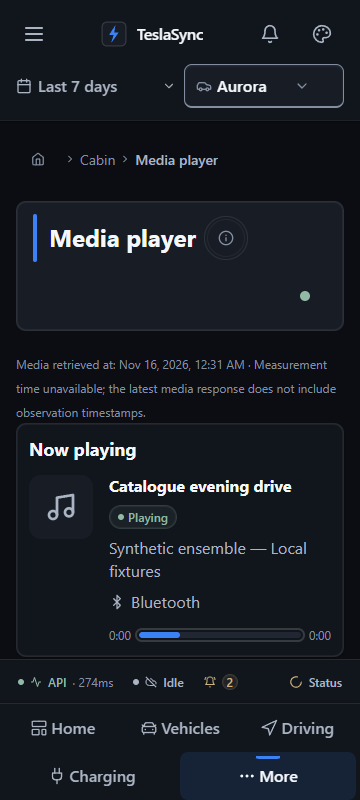 TeslaSync
Last 7 days
Aurora
Cabin
Media player
Media player
Media retrieved at: Nov 16, 2026, 12:31 AM · Measurement
time unavailable; the latest media response does not include
observation timestamps.
Now playing
Catalogue evening drive
Playing
Synthetic ensemble — Local
fixtures
Bluetooth
0:00
0:00
API · 274ms
Idle
2
Status
Home
Vehicles
Driving
Charging
More